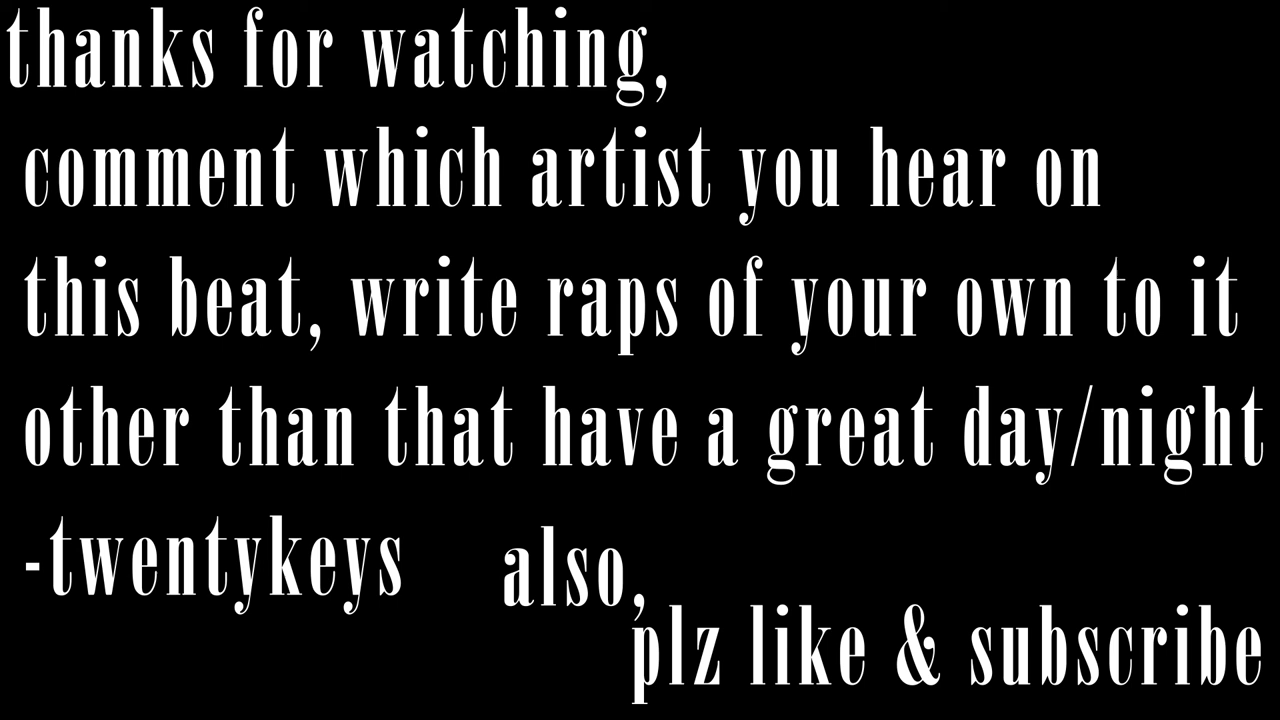 thanks for watching,
comment which artist you hear on
this beat, write raps of your own to it
other than that have a great day/night
-twentykeys
also,
plz like & subscribe